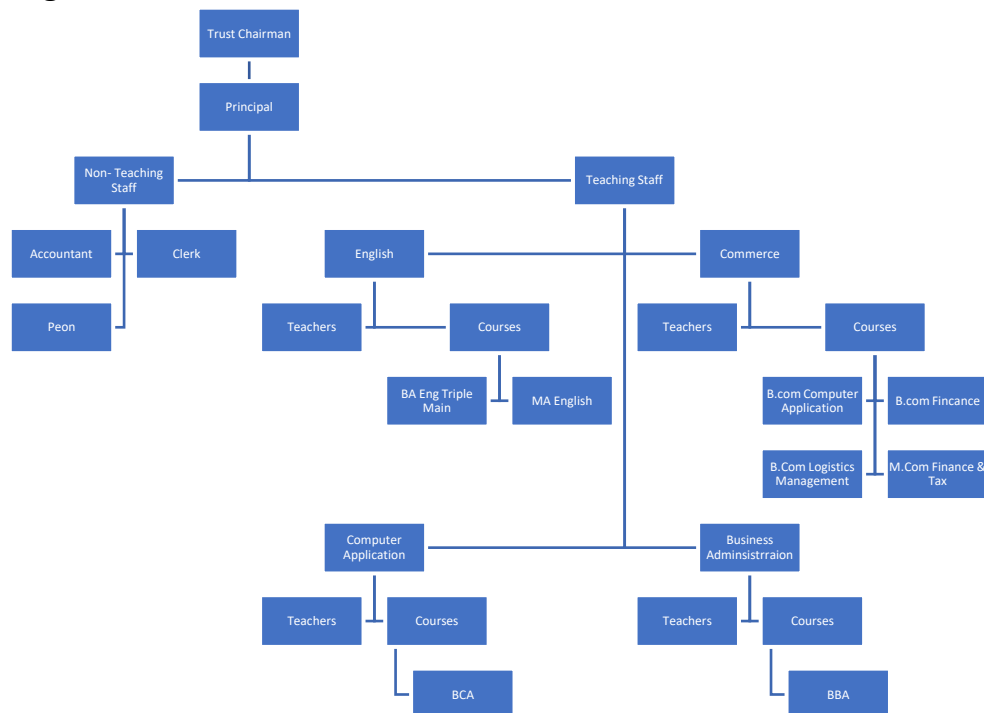 Trust Chairman
Principal
Non- Teaching
Staff
Teaching Staff
Accountant
Clerk
English
Commerce
Peon
Teachers
Courses
Teachers
Courses
BA Eng Triple
Main
MA English
B.com Computer
Application
B.com Fincance
B.Com Logistics
Management
M.Com Finance &
Tax
Computer
Application
Business
Adminsistrraion
Teachers
Courses
Teachers
Courses
BCA
BBA